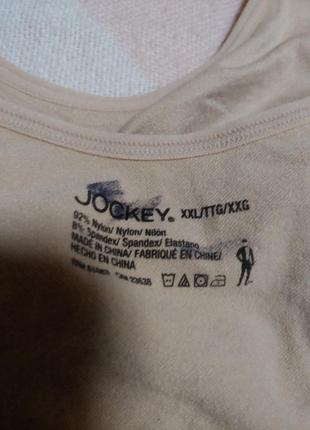 JOCKEY® XXL/TTG/XXG
92% Nylon/ Nylon/ Nilón
8% Spandex/ Spandex/ Elastano
MADE IN CHINA/ FABRIQUÉ EN CHINE/
HECHO EN CHINA
23638